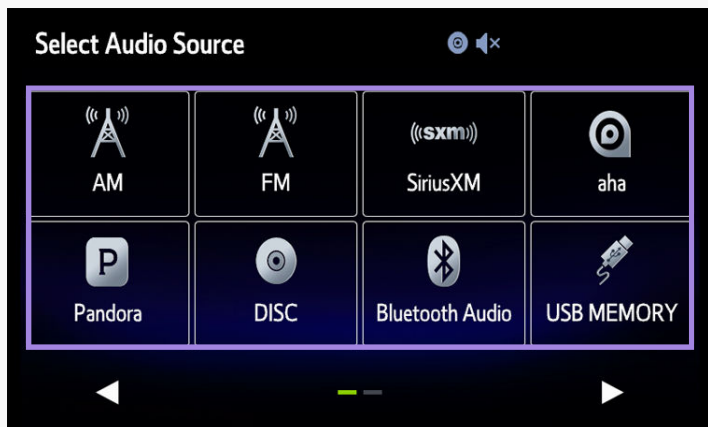 Select Audio Source
AM
FM
((sxm))
SiriusXM
aha
P
Pandora
DISC
Bluetooth Audio
USB MEMORY